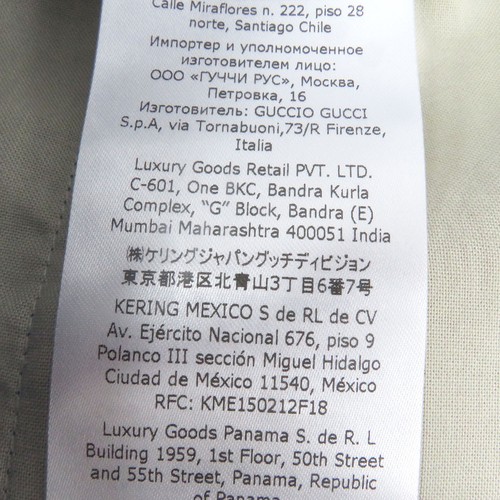 Calle Miraflores n. 222, piso 28
norte, Santiago Chile
Импортер и уполномоченное
изготовителем лицо:
ООО «ГУЧЧИ РУС», Москва,
Петровка, 16
Изготовитель: GUCCIO GUCCI
S.p.A, via Tornabuoni,73/R Firenze,
Italia
Luxury Goods Retail PVT. LTD.
C-601, One BKC, Bandra Kurla
Complex, “G” Block, Bandra (E)
Mumbai Maharashtra 400051 India
㈱ケリングジャパングッチディビジョン
東京都港区北青山3丁目6番7号
KERING MEXICO S de RL de CV
Av. Ejército Nacional 676, piso 9
Polanco III sección Miguel Hidalgo
Ciudad de México 11540, México
RFC: KME150212F18
Luxury Goods Panama S. de R. L
Building 1959, 1st Floor, 50th Street
and 55th Street, Panama, Republic
of Panama